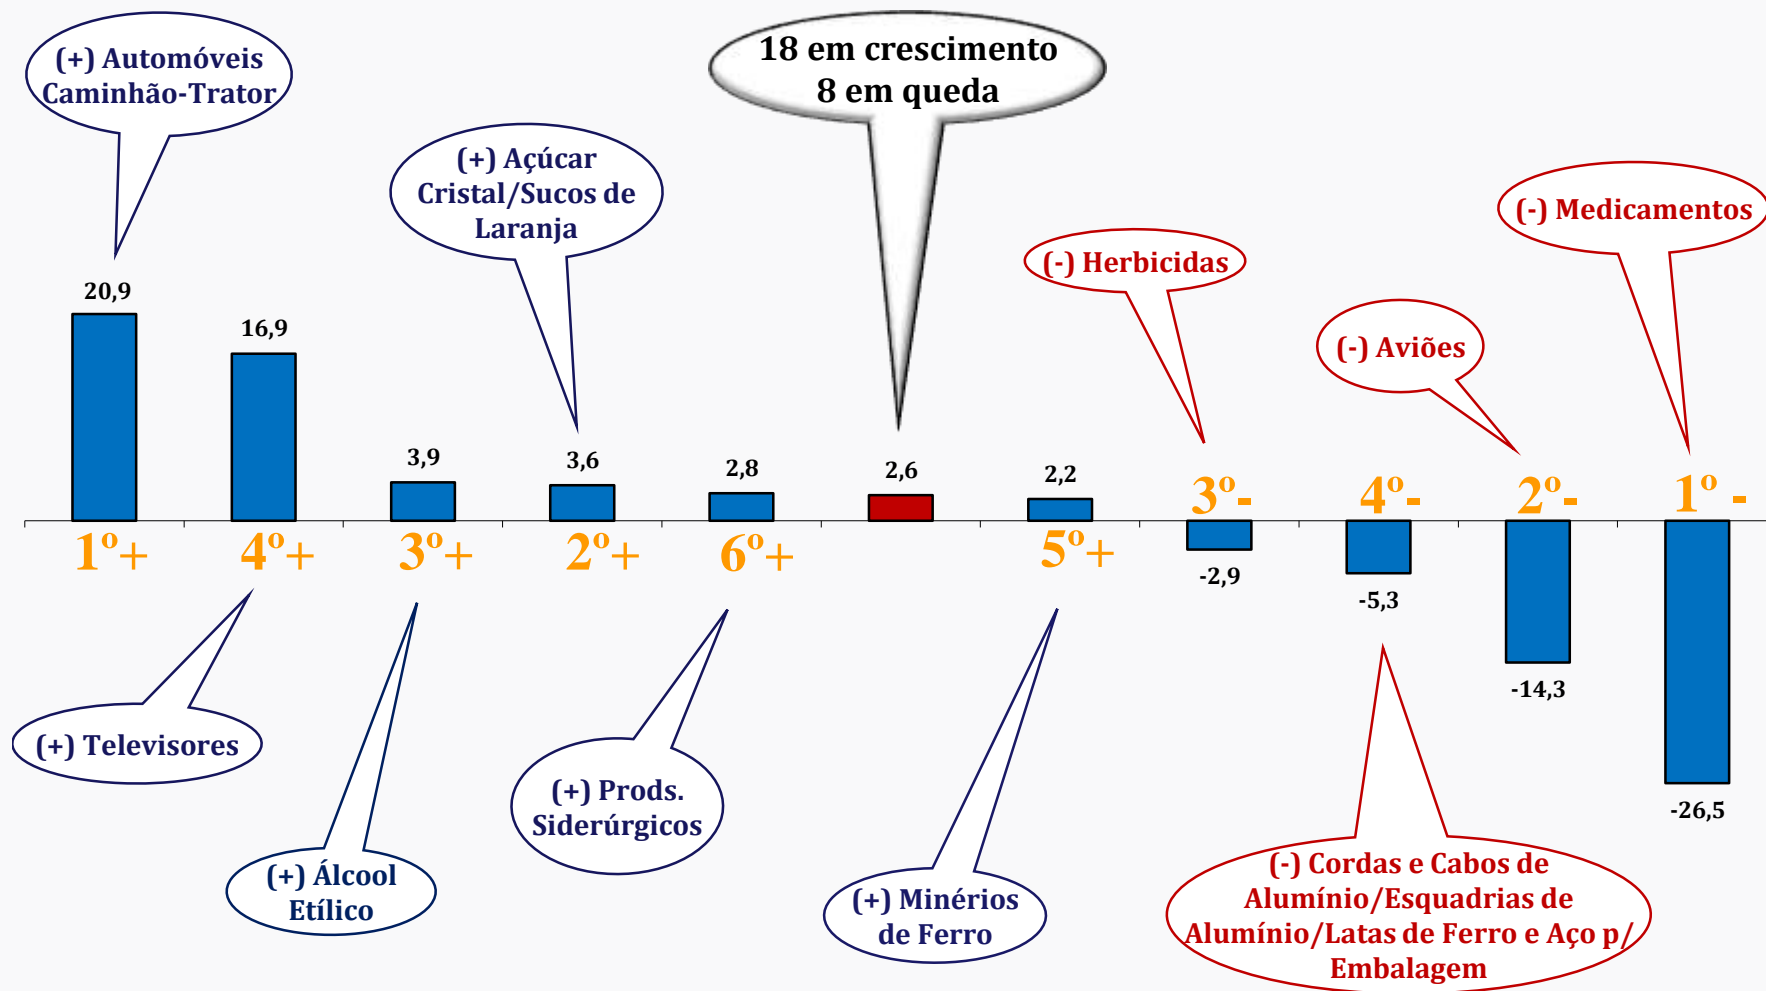 (+) Automóveis
Caminhão-Trator
18 em crescimento
8 em queda
(+) Açúcar
Cristal/Sucos de
Laranja
(-) Medicamentos
(-) Herbicidas
(-) Aviões
20,9
16,9
3,9
3,6
2,8
2,6
2,2
3º-
4º-
2º-
1º -
1º+
4º+
3º+
2º+
6º+
5º+
-2,9
-5,3
-14,3
-26,5
(+) Televisores
(+) Prods.
Siderúrgicos
(+) Álcool
Etílico
(+) Minérios
de Ferro
(-) Cordas e Cabos de
Alumínio/Esquadrias de
Alumínio/Latas de Ferro e Aço p/
Embalagem